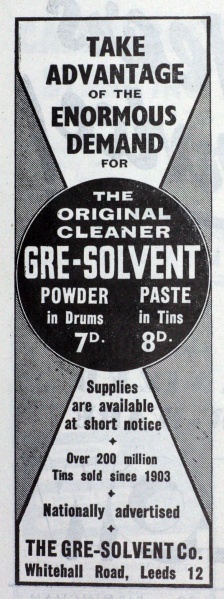 TAKE
ADVANTAGE
OF THE
ENORMOUS
DEMAND
FOR
THE
ORIGINAL
CLEANER
GRE-SOLVENT
POWDER PASTE
in Drums in Tins
7D. 8D.
Supplies
are available
at short notice
+
Over 200 million
Tins sold since 1903
+
Nationally advertised
+
THE GRE-SOLVENT Co.
Whitehall Road, Leeds 12